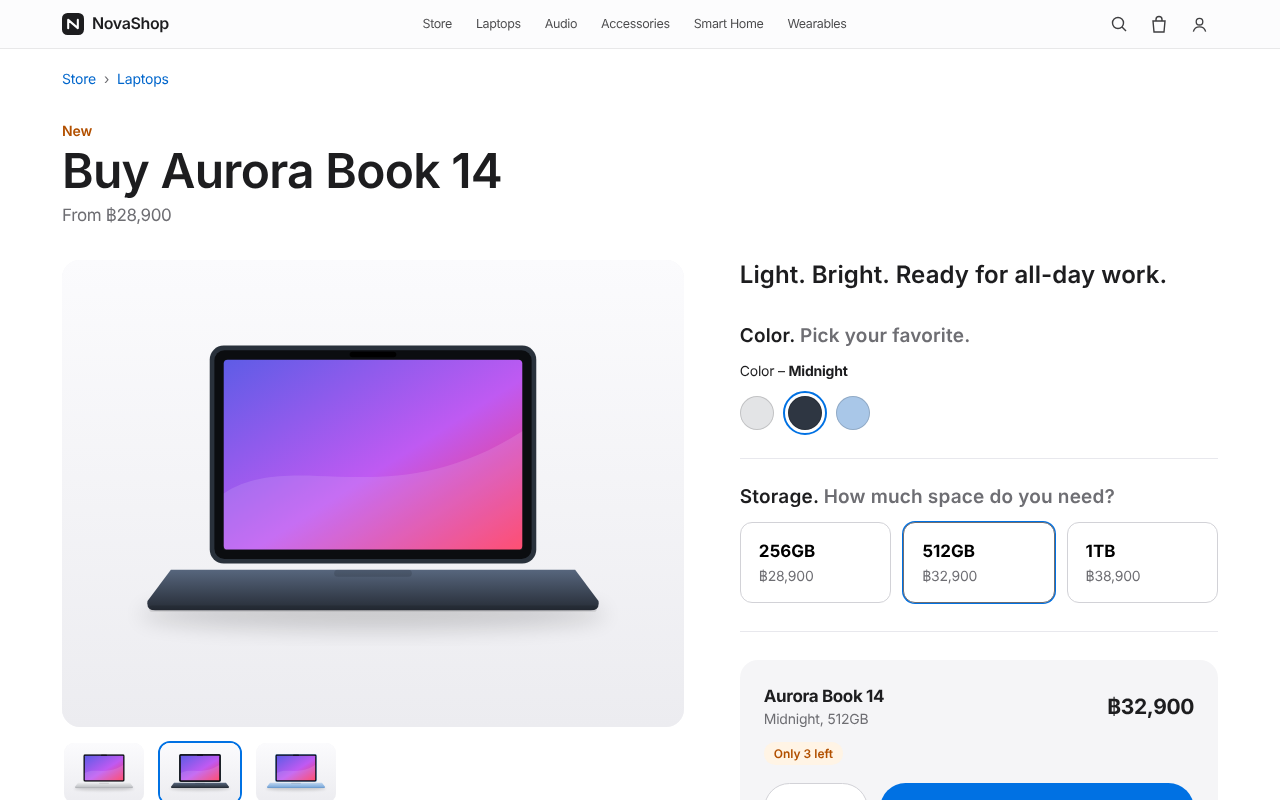 NovaShop
Store Laptops Audio Accessories Smart Home Wearables
Store › Laptops
New
Buy Aurora Book 14
From ฿28,900
Light. Bright. Ready for all-day work.
Color. Pick your favorite.
Color – Midnight
Storage. How much space do you need?
256GB 512GB 1TB
฿28,900 ฿32,900 ฿38,900
Aurora Book 14
฿32,900
Midnight, 512GB
Only 3 left